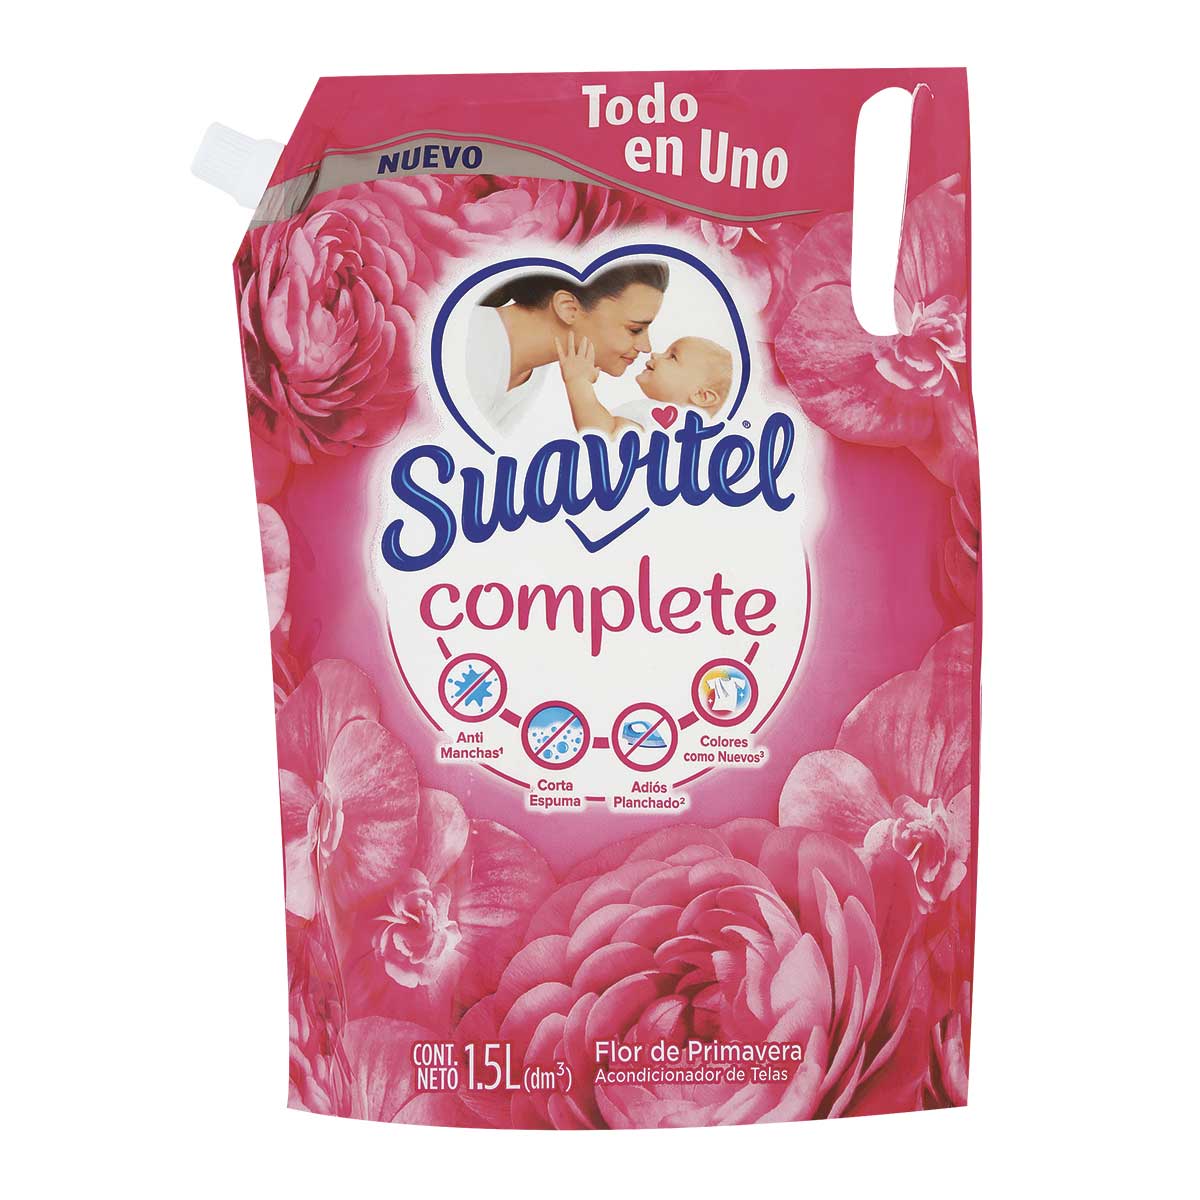 Todo
en Uno
NUEVO
Suavitel®
complete
Anti
Manchas¹
Corta
Espuma
Adiós
Planchado²
Colores
como Nuevos³
CONT.
NETO 1.5L (dm³)
Flor de Primavera
Acondicionador de Telas